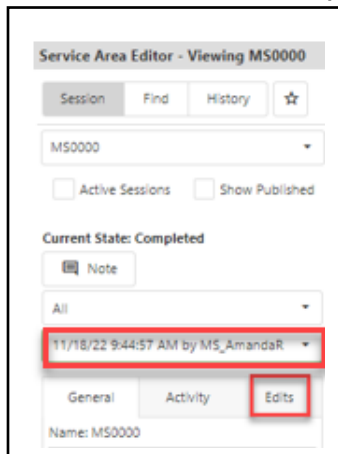 Service Area Editor - Viewing MS0000
Session Find History
MS0000
Active Sessions Show Published
Current State: Completed
Note
All
11/18/22 9:44:57 AM by MS_AmandaR
General Activity Edits
Name: MS0000